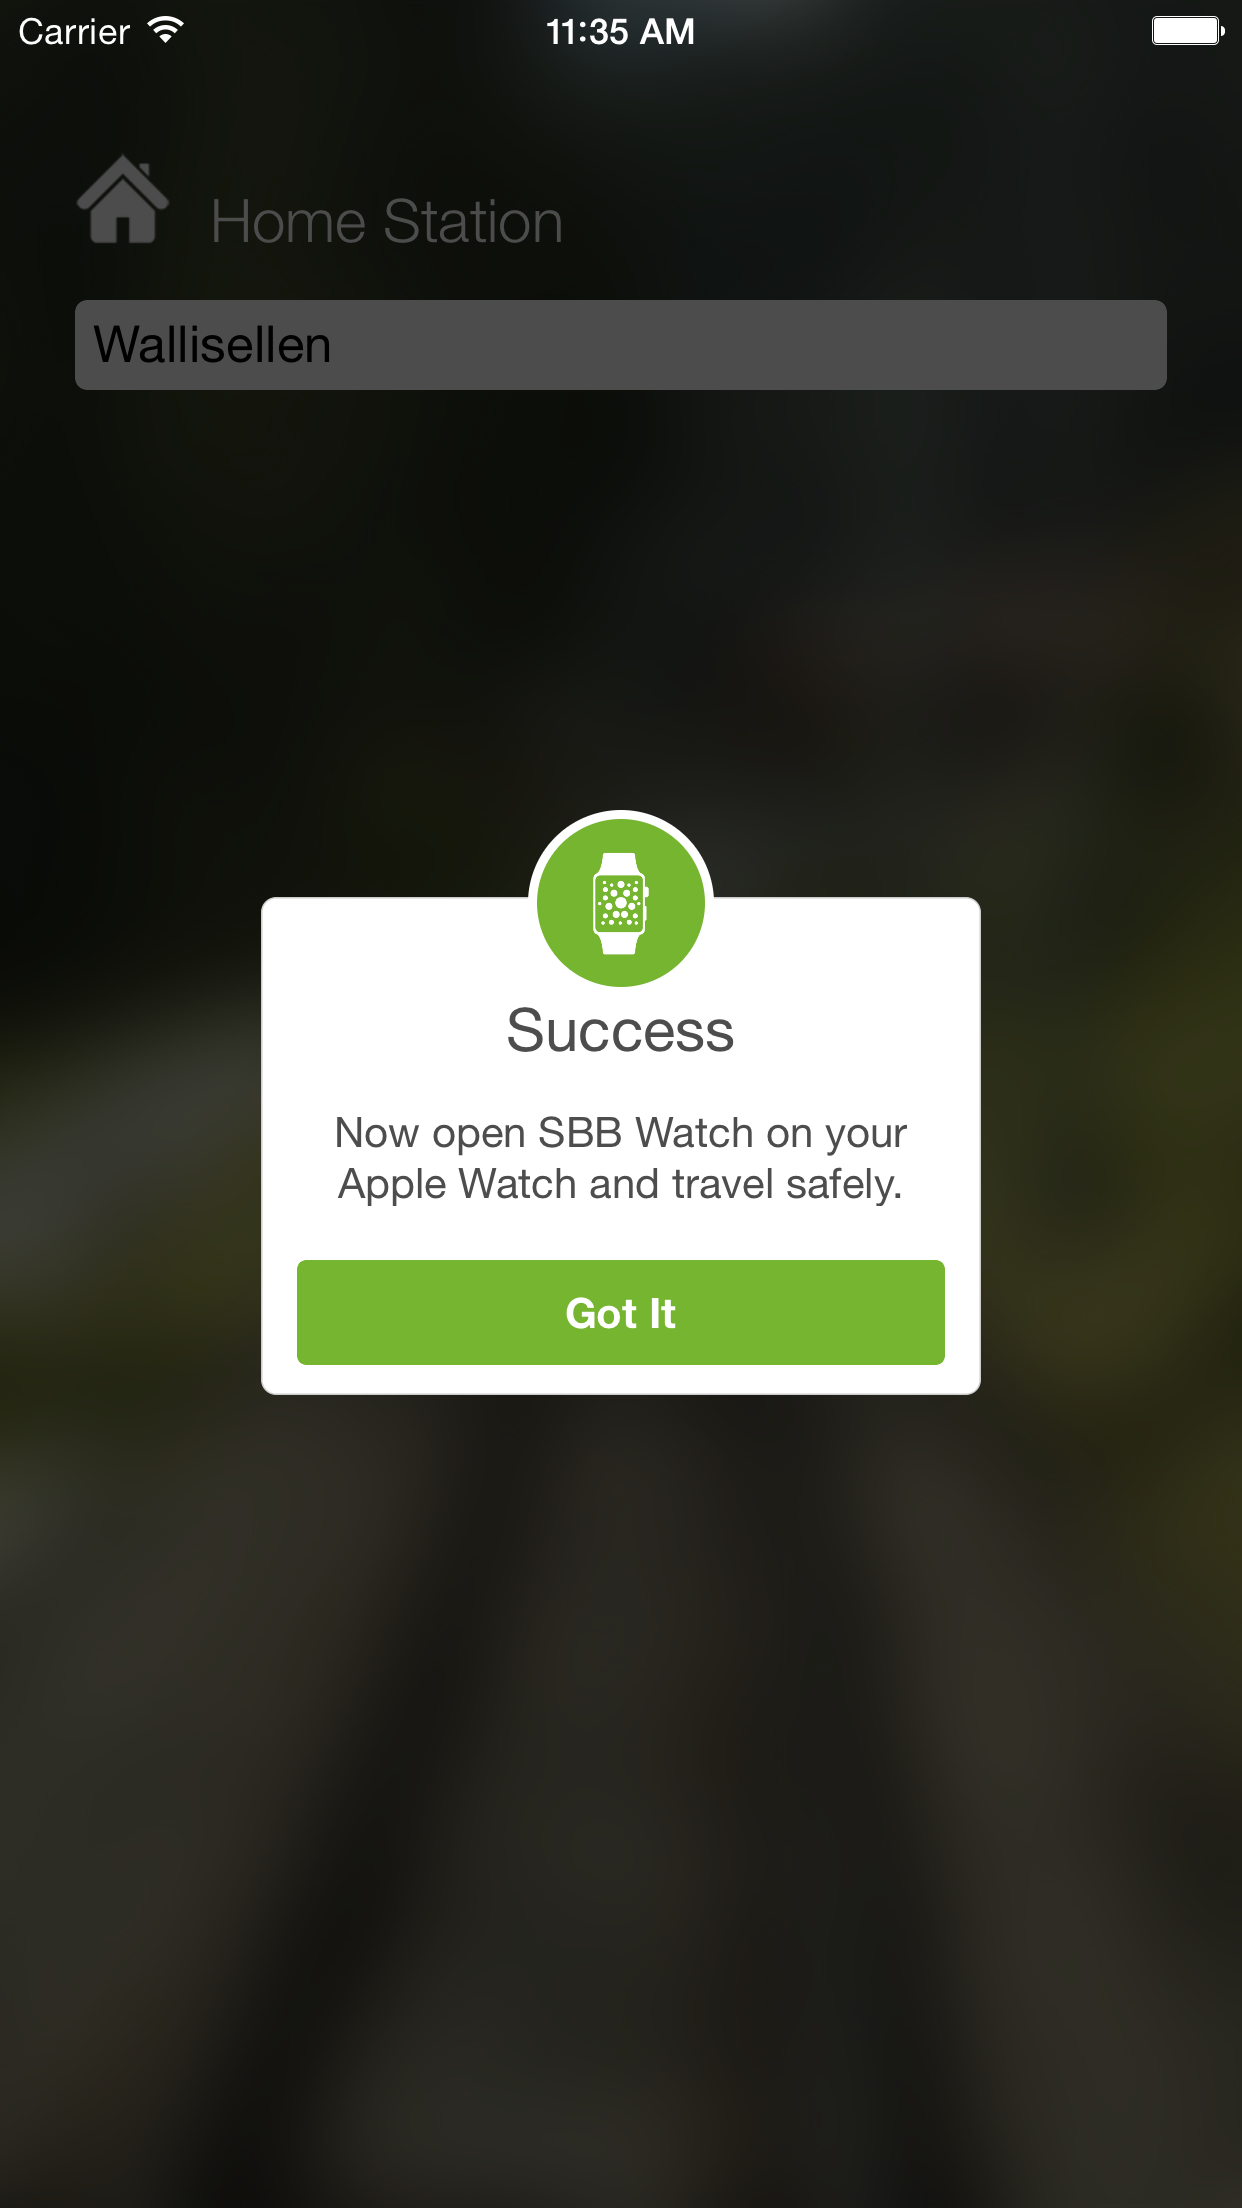 Carrier 11:35 AM
Home Station
Wallisellen
Success
Now open SBB Watch on your
Apple Watch and travel safely.
Got It